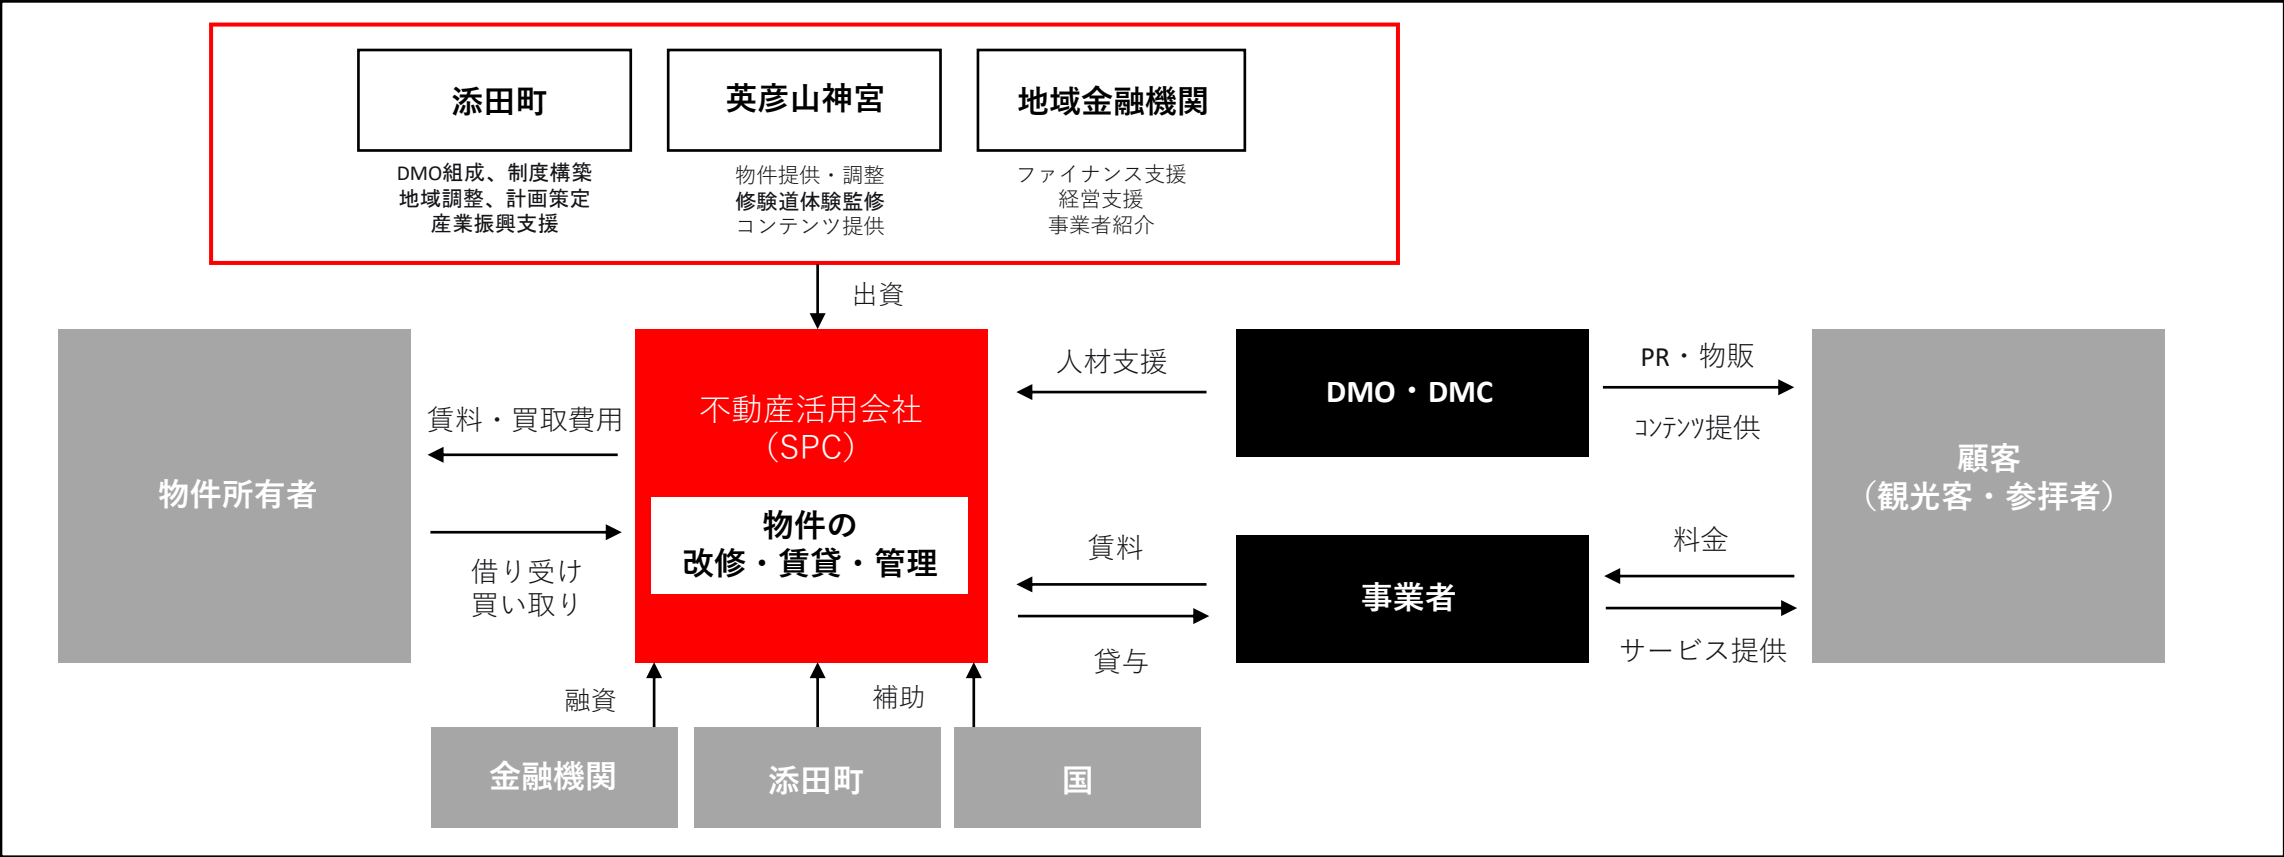 添田町
DMO組成、制度構築
地域調整、計画策定
産業振興支援
英彦山神宮
物件提供・調整
修験道体験監修
コンテンツ提供
地域金融機関
ファイナンス支援
経営支援
事業者紹介
出資
物件所有者
賃料・買取費用
借り受け
買い取り
不動産活用会社
（SPC）
物件の
改修・賃貸・管理
人材支援
賃料
貸与
DMO・DMC
事業者
PR・物販
ｺﾝﾃﾝﾂ提供
料金
サービス提供
顧客
（観光客・参拝者）
融資
補助
金融機関
添田町
国